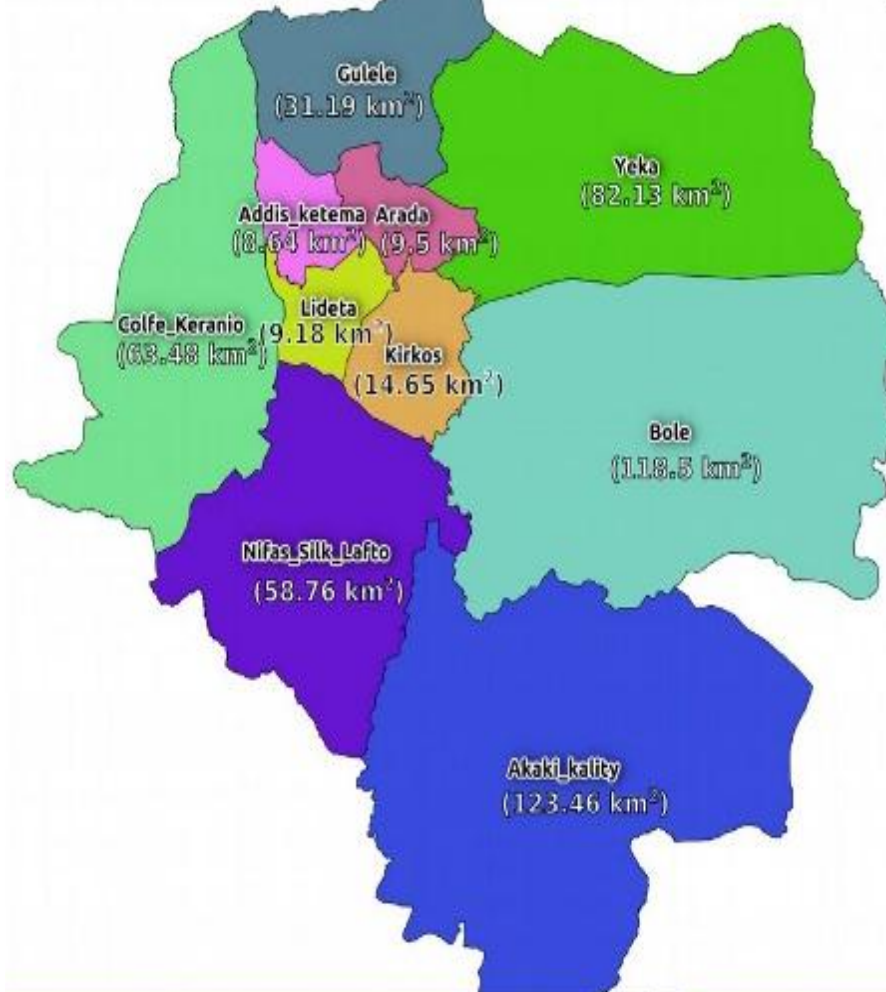 Gulele
(31.19 km²)
Yeka
(82.13 km²)
Addis_ketema
(8.64 km²)
Arada
(9.5 km²)
Lideta
(9.18 km²)
Colfe_Keranio
(63.48 km²)
Kirkos
(14.65 km²)
Bole
(118.5 km²)
Nifas_Silk_Lafto
(58.76 km²)
Akaki_kality
(123.46 km²)